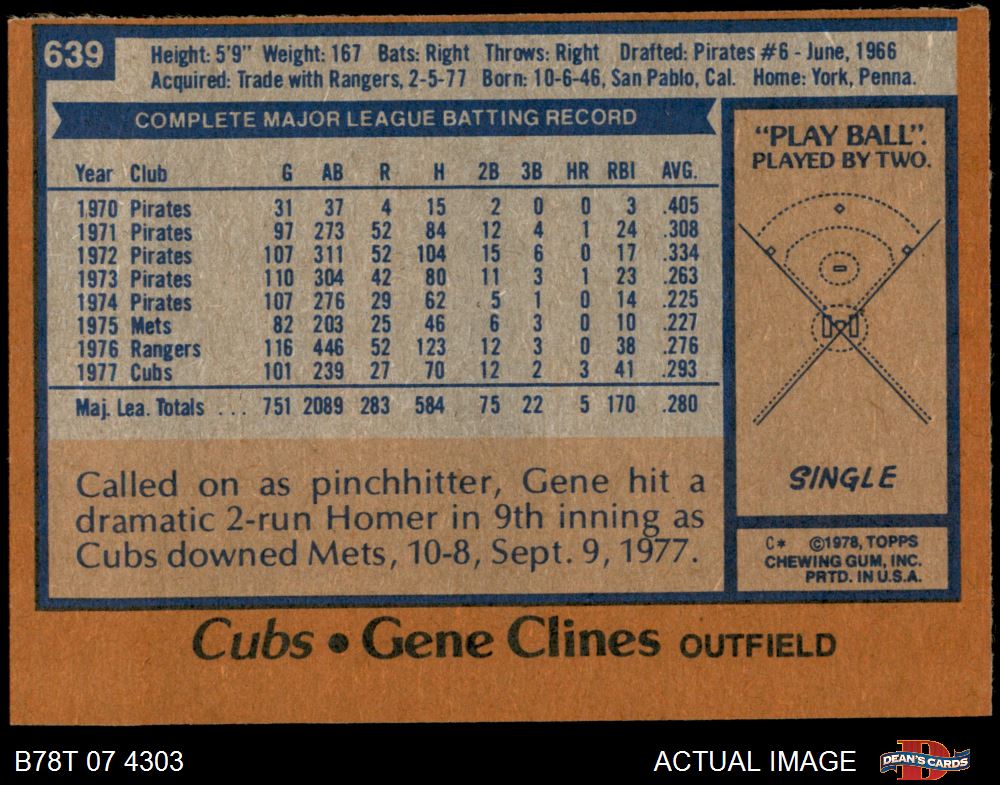 639
Height: 5'9" Weight: 167 Bats: Right Throws: Right Drafted: Pirates #6 - June, 1966
Acquired: Trade with Rangers, 2-5-77 Born: 10-6-46, San Pablo, Cal. Home: York, Penna.
COMPLETE MAJOR LEAGUE BATTING RECORD
Year Club G AB R H 2B 3B HR RBI AVG.
1970 Pirates 31 37 4 15 2 0 0 3 .405
1971 Pirates 97 273 52 84 12 4 1 24 .308
1972 Pirates 107 311 52 104 15 6 0 17 .334
1973 Pirates 110 304 42 80 11 3 1 23 .263
1974 Pirates 107 276 29 62 5 1 0 14 .225
1975 Mets 82 203 25 46 6 3 0 10 .227
1976 Rangers 116 446 52 123 12 3 0 38 .276
1977 Cubs 101 239 27 70 12 2 3 41 .293
Maj. Lea. Totals ... 751 2089 283 584 75 22 5 170 .280
Called on as pinchhitter, Gene hit a
dramatic 2-run Homer in 9th inning as
Cubs downed Mets, 10-8, Sept. 9, 1977.
"PLAY BALL".
PLAYED BY TWO.
SINGLE
C* ©1978, TOPPS
CHEWING GUM, INC.
PRTD. IN U.S.A.
Cubs • Gene Clines OUTFIELD
B78T 07 4303
ACTUAL IMAGE
DEAN'S CARDS